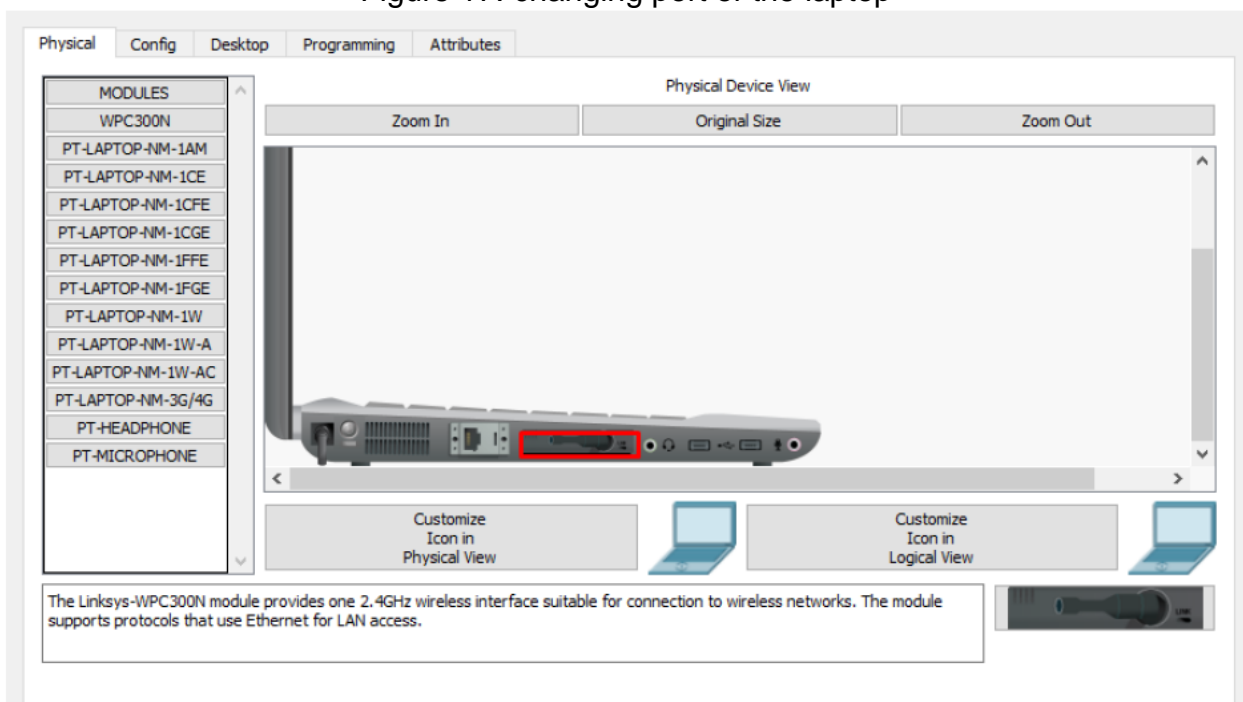 Physical
Config
Desktop
Programming
Attributes
MODULES
WPC300N
PT-LAPTOP-NM-1AM
PT-LAPTOP-NM-1CE
PT-LAPTOP-NM-1CFE
PT-LAPTOP-NM-1CGE
PT-LAPTOP-NM-1FFE
PT-LAPTOP-NM-1FGE
PT-LAPTOP-NM-1W
PT-LAPTOP-NM-1W-A
PT-LAPTOP-NM-1W-AC
PT-LAPTOP-NM-3G/4G
PT-HEADPHONE
PT-MICROPHONE
Physical Device View
Zoom In
Original Size
Zoom Out
Customize
Icon in
Physical View
Customize
Icon in
Logical View
The Linksys-WPC300N module provides one 2.4GHz wireless interface suitable for connection to wireless networks. The module
supports protocols that use Ethernet for LAN access.
LINK